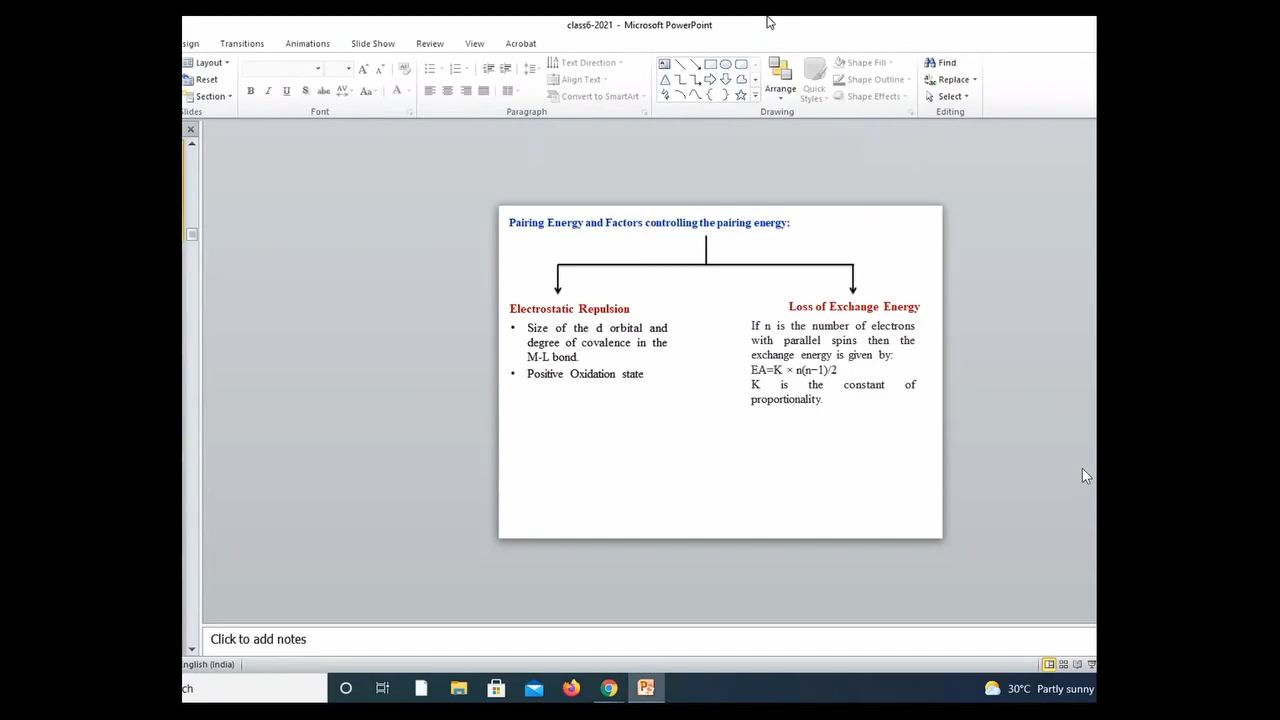 class6-2021 - Microsoft PowerPoint
sign Transitions Animations Slide Show Review View Acrobat
Layout
Reset
Section
Slides
B I U S abc AV Aa A
Font
Text Direction
Align Text
Convert to SmartArt
Paragraph
Arrange
Quick
Styles
Shape Fill
Shape Outline
Shape Effects
Drawing
Find
Replace
Select
Editing
Pairing Energy and Factors controlling the pairing energy:
Electrostatic Repulsion
• Size of the d orbital and
degree of covalence in the
M-L bond.
• Positive Oxidation state
Loss of Exchange Energy
If n is the number of electrons
with parallel spins then the
exchange energy is given by:
EA=K × n(n−1)/2
K is the constant of
proportionality.
Click to add notes
nglish (India)
ch
30°C Partly sunny